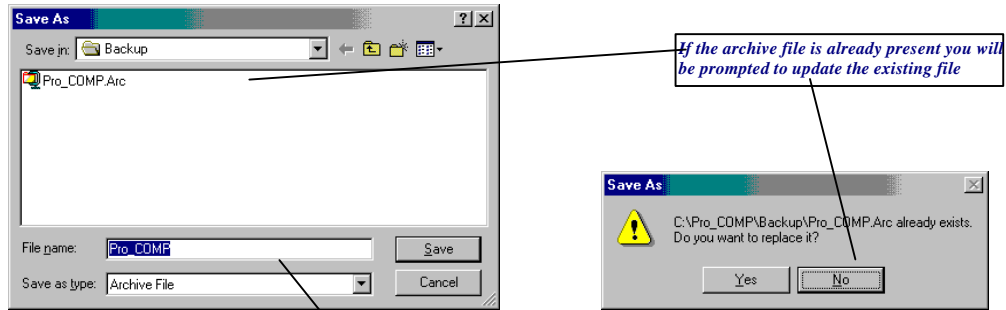 Save As
Save in: Backup
Pro_COMP.Arc
File name: Pro_COMP Save
Save as type: Archive File Cancel
If the archive file is already present you will
be prompted to update the existing file
Save As
C:\Pro_COMP\Backup\Pro_COMP.Arc already exists.
Do you want to replace it?
Yes No